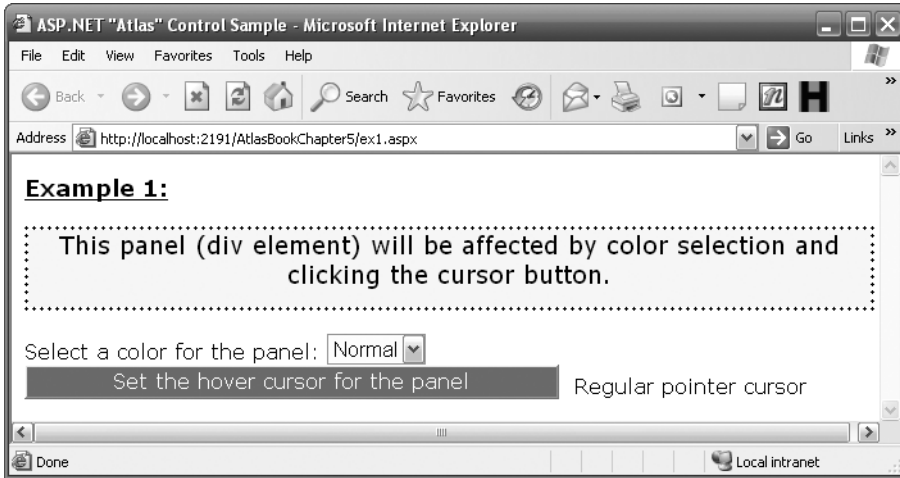 ASP.NET "Atlas" Control Sample - Microsoft Internet Explorer
File Edit View Favorites Tools Help
Back Search Favorites
Address http://localhost:2191/AtlasBookChapter5/ex1.aspx Go Links »
Example 1:
This panel (div element) will be affected by color selection and
clicking the cursor button.
Select a color for the panel: Normal
Set the hover cursor for the panel Regular pointer cursor
Done Local intranet